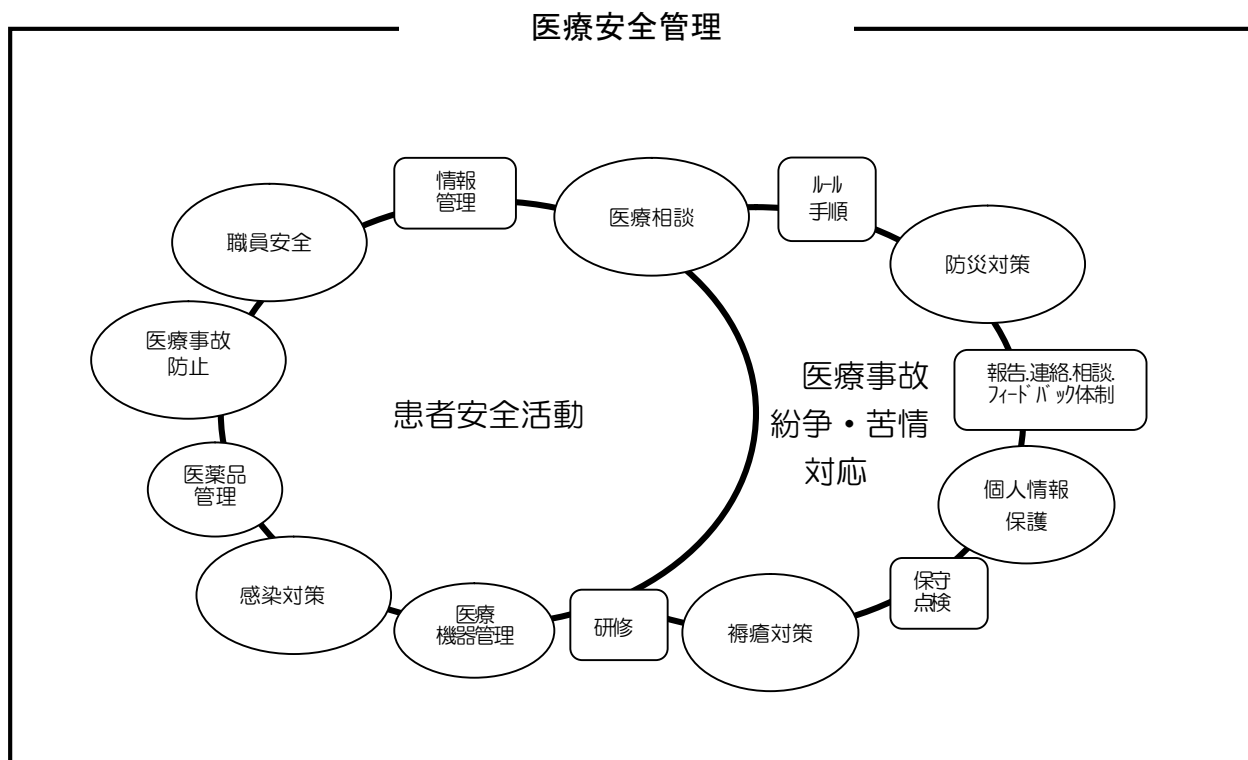 医療安全管理
情報
管理
医療相談
ルール
手順
職員安全
防災対策
医療事故
防止
報告.連絡.相談.
フィードバック体制
患者安全活動
医療事故
紛争・苦情
対応
医薬品
管理
個人情報
保護
感染対策
医療
機器管理
研修
褥瘡対策
保守
点検